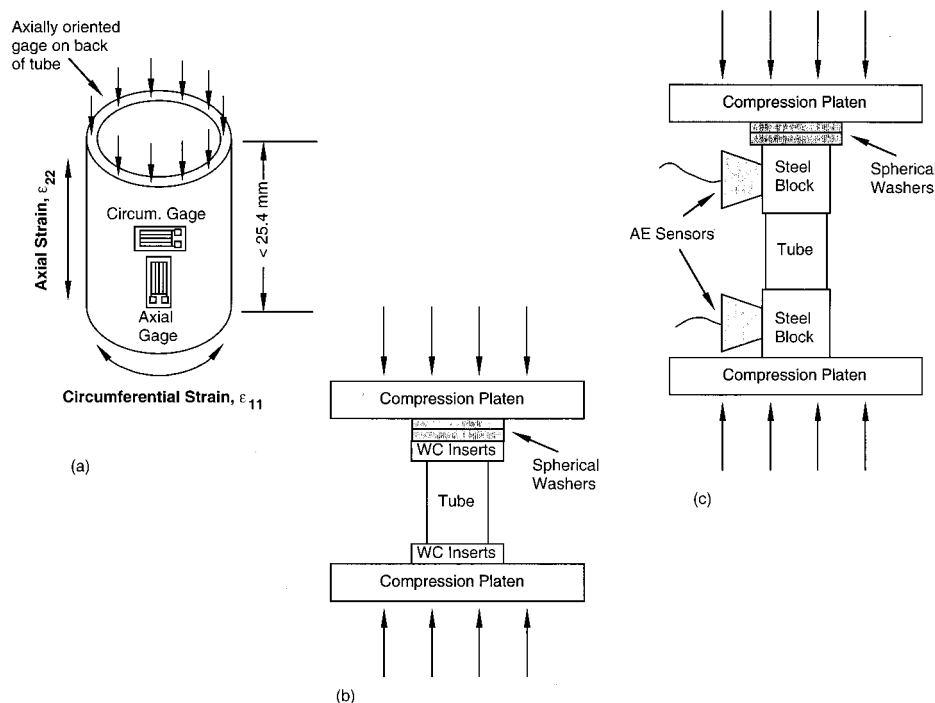 Axially oriented
gage on back
of tube
Axial Strain, ε22
Circum. Gage
Axial
Gage
< 25.4 mm
Circumferential Strain, ε11
(a)
Compression Platen
WC Inserts
Spherical
Washers
Tube
WC Inserts
Compression Platen
(b)
Compression Platen
Spherical
Washers
Steel
Block
AE Sensors
Tube
Steel
Block
Compression Platen
(c)